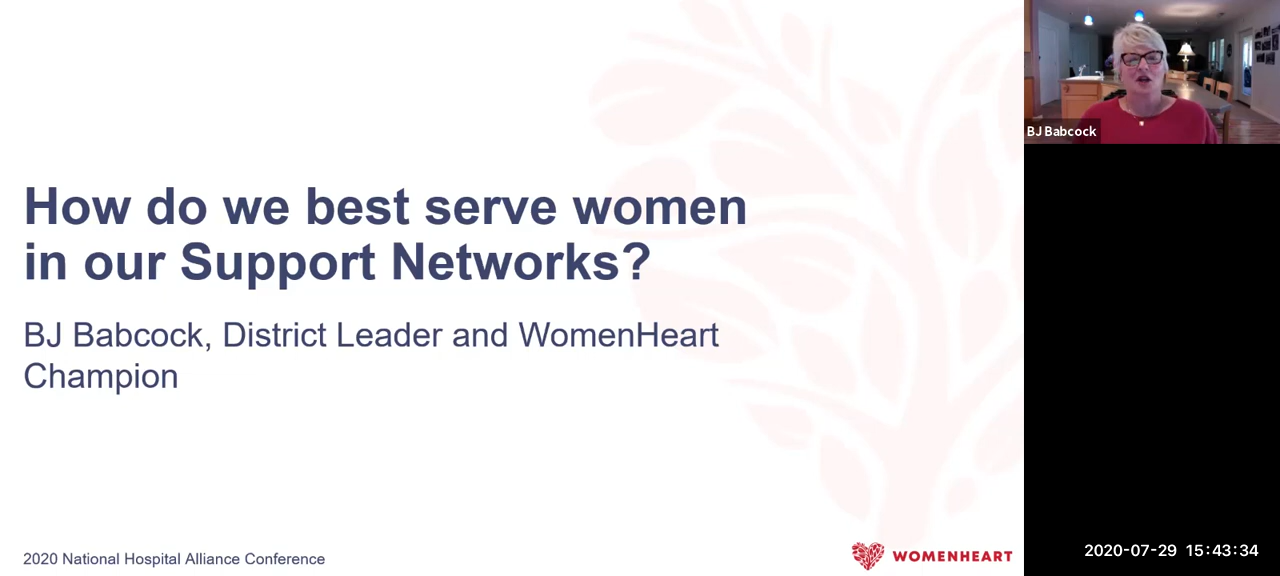 How do we best serve women
in our Support Networks?
BJ Babcock, District Leader and WomenHeart
Champion
2020 National Hospital Alliance Conference
WOMENHEART
BJ Babcock
2020-07-29 15:43:34